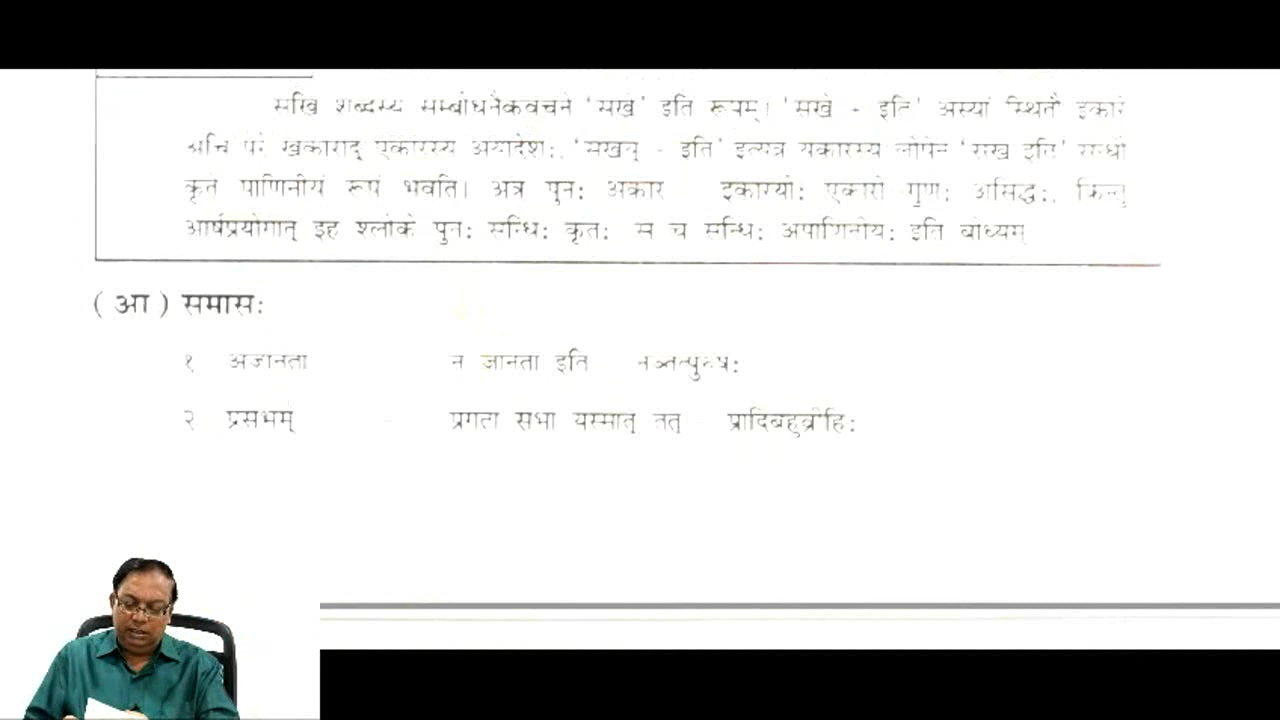 सखि शब्दस्य सम्बोधनैकवचने 'सखे' इति रूपम्। 'सखे - इति' अस्यां स्थितौ इकारे
अचि परे खकाराद् एकारस्य अयादेशः, 'सखय् - इति' इत्यत्र यकारस्य लोपेन 'सख इति' सन्धौ
कृते पाणिनीयं रूपं भवति। अत्र पुनः अकार इकारयोः एकारो गुणः असिद्धः, किन्तु
आर्षप्रयोगात् इह श्लोके पुनः सन्धिः कृतः स च सन्धिः अपाणिनीयः इति बोध्यम्
( आ ) समासः
१ अजानता न जानता इति नञ्तत्पुरुषः
२ प्रसभम् - प्रगता सभा यस्मात् तत् - प्रादिबहुव्रीहिः